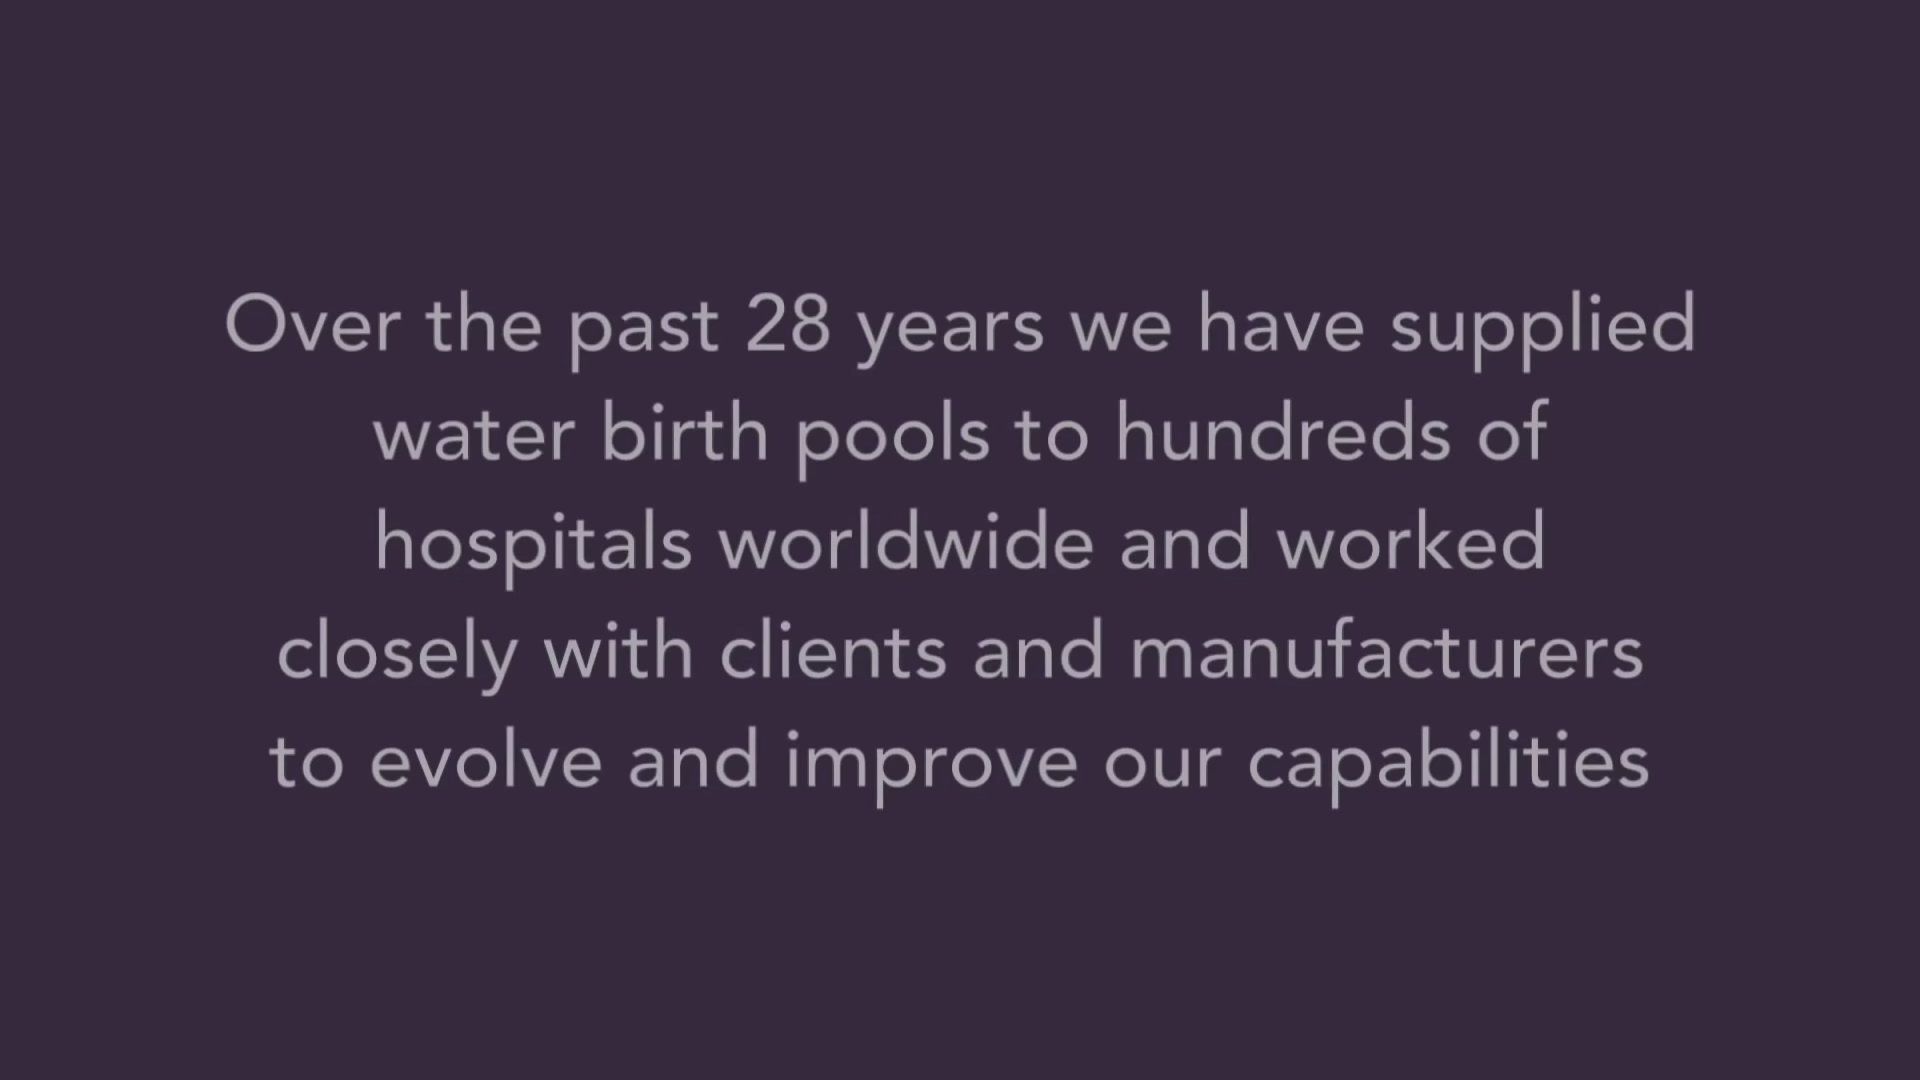 Over the past 28 years we have supplied
water birth pools to hundreds of
hospitals worldwide and worked
closely with clients and manufacturers
to evolve and improve our capabilities